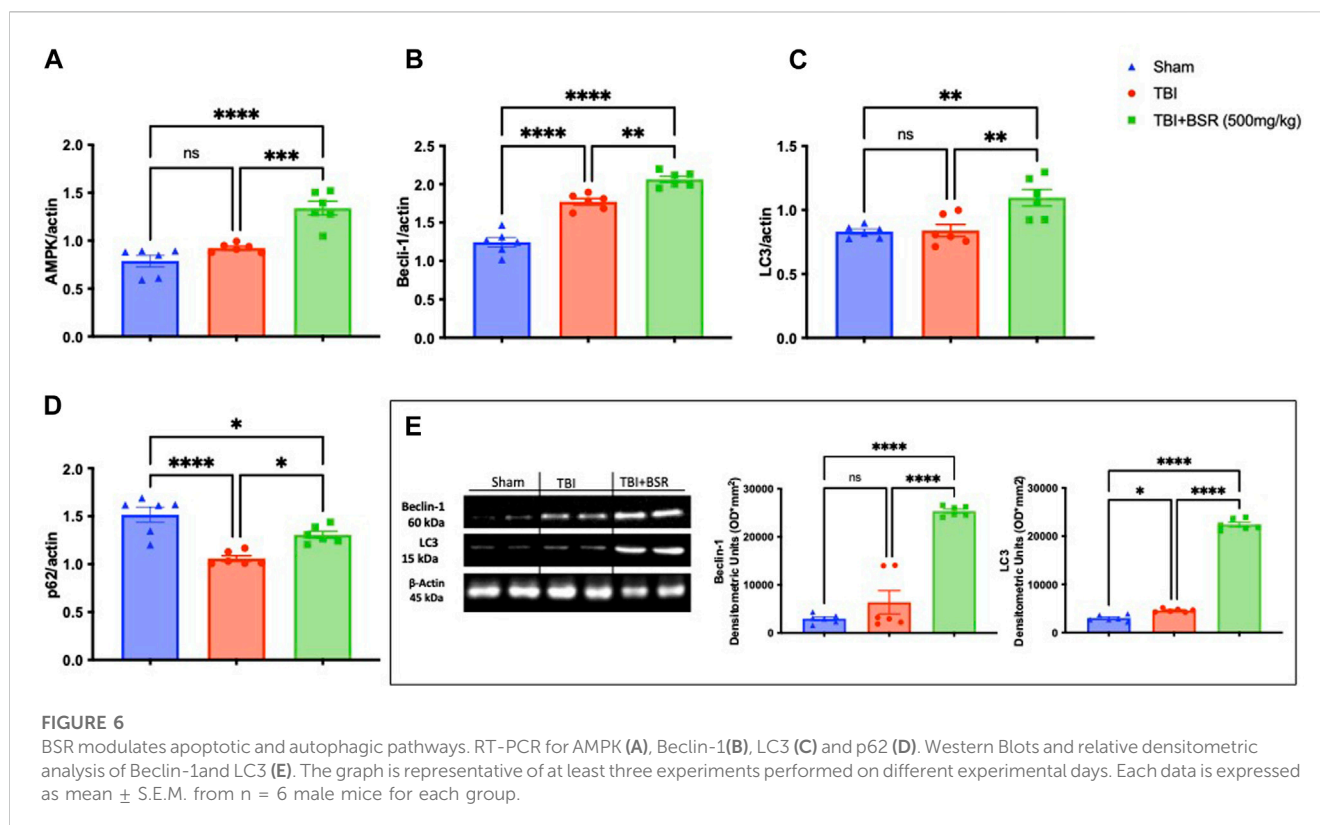 A
B
C
Sham
TBI
TBI+BSR (500mg/kg)
****
ns
***
AMPK/actin
2.0
1.5
1.0
0.5
0.0
****
****
**
Becli-1/actin
2.5
2.0
1.5
1.0
0.5
0.0
**
ns
**
LC3/actin
1.5
1.0
0.5
0.0
D
*
****
*
p62/actin
2.0
1.5
1.0
0.5
0.0
E
Sham
TBI
TBI+BSR
Beclin-1
60 kDa
LC3
15 kDa
β-Actin
45 kDa
****
ns
****
Beclin-1
Densitometric Units (OD*mm²)
30000
20000
10000
0
****
*
****
LC3
Densitometric Units (OD*mm2)
30000
20000
10000
0
FIGURE 6
BSR modulates apoptotic and autophagic pathways. RT-PCR for AMPK (A), Beclin-1(B), LC3 (C) and p62 (D). Western Blots and relative densitometric
analysis of Beclin-1and LC3 (E). The graph is representative of at least three experiments performed on different experimental days. Each data is expressed
as mean ± S.E.M. from n = 6 male mice for each group.